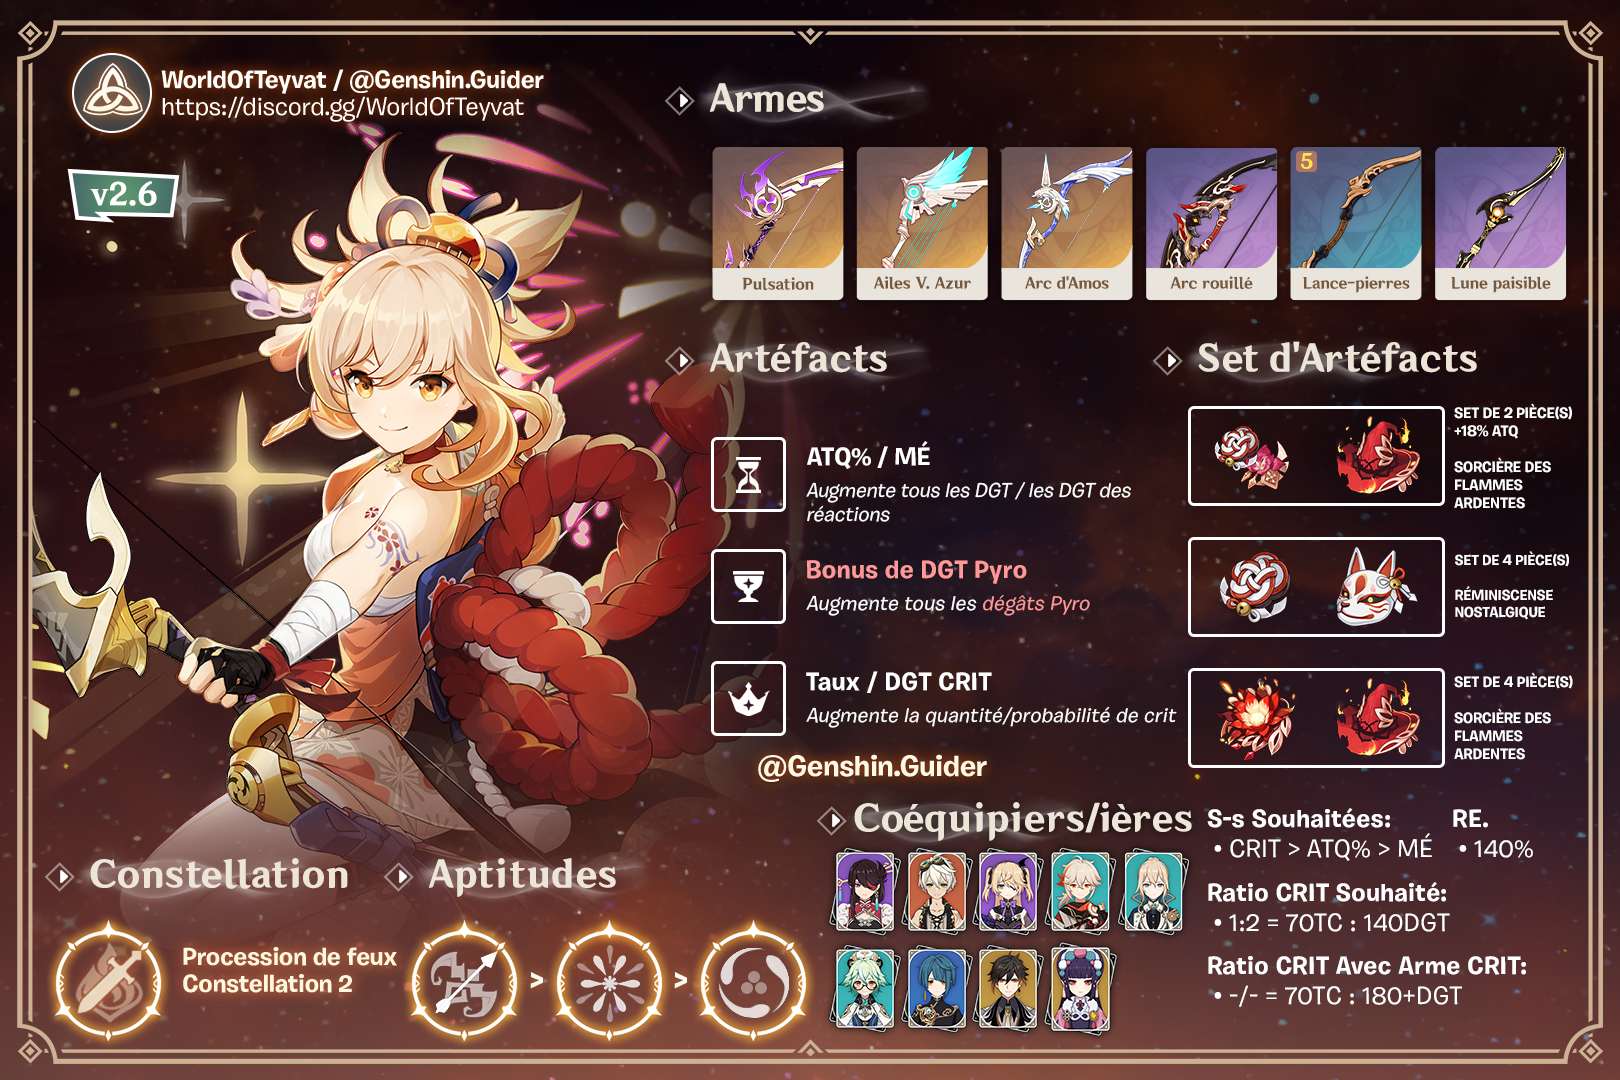 WorldOfTeyvat / @Genshin.Guider
https://discord.gg/WorldOfTeyvat
v2.6
Armes
5
Pulsation
Ailes V. Azur
Arc d'Amos
Arc rouillé
Lance-pierres
Lune paisible
Artéfacts
ATQ% / MÉ
Augmente tous les DGT / les DGT des
réactions
Bonus de DGT Pyro
Augmente tous les dégâts Pyro
Taux / DGT CRIT
Augmente la quantité/probabilité de crit
@Genshin.Guider
Set d'Artéfacts
SET DE 2 PIÈCE(S)
+18% ATQ
SORCIÈRE DES
FLAMMES
ARDENTES
SET DE 4 PIÈCE(S)
RÉMINISCENSE
NOSTALGIQUE
SET DE 4 PIÈCE(S)
SORCIÈRE DES
FLAMMES
ARDENTES
Constellation
Procession de feux
Constellation 2
Aptitudes
>
>
Coéquipiers/ières
S-s Souhaitées:
• CRIT > ATQ% > MÉ
RE.
• 140%
Ratio CRIT Souhaité:
• 1:2 = 70TC : 140DGT
Ratio CRIT Avec Arme CRIT:
• -/- = 70TC : 180+DGT